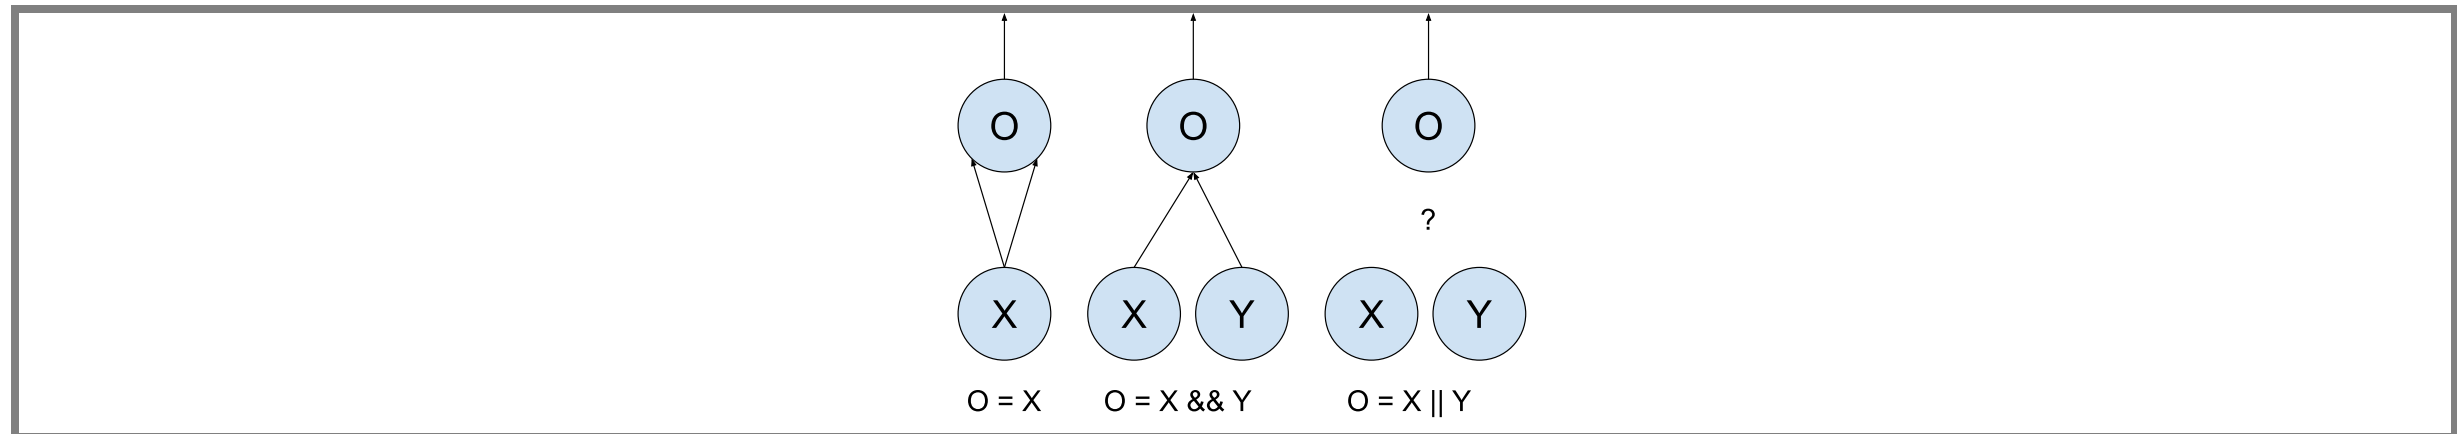 O O O
?
X X Y X Y
O = X O = X && Y O = X || Y